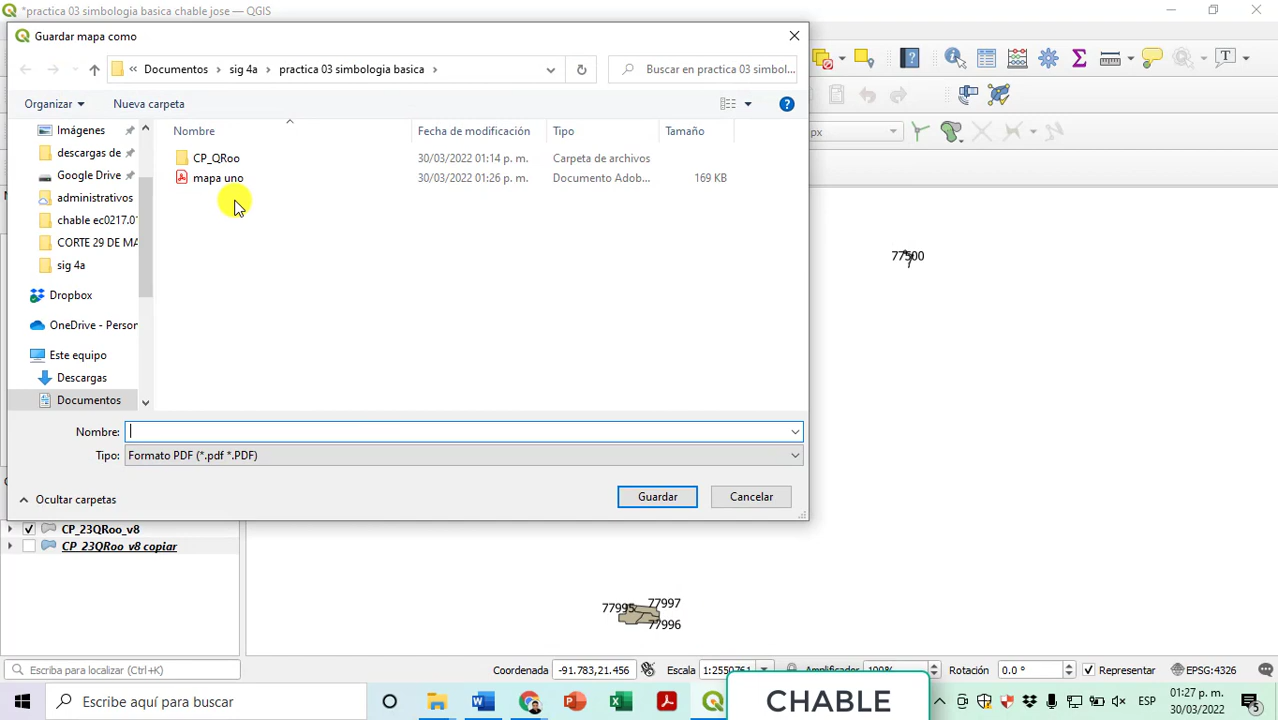 *practica 03 simbologia basica chable jose — QGIS
Guardar mapa como
Documentos > sig 4a > practica 03 simbologia basica >
Buscar en practica 03 simbol...
Organizar
Nueva carpeta
Nombre
Fecha de modificación
Tipo
Tamaño
CP_QRoo
30/03/2022 01:14 p. m.
Carpeta de archivos
mapa uno
30/03/2022 01:26 p. m.
Documento Adob...
169 KB
Imágenes
descargas de
Google Drive
administrativos
chable ec0217.01
CORTE 29 DE MA
sig 4a
Dropbox
OneDrive - Person
Este equipo
Descargas
Documentos
Nombre:
Tipo:
Formato PDF (*.pdf *.PDF)
Ocultar carpetas
Guardar
Cancelar
px
77500
CP_23QRoo_v8
CP_23QRoo_v8 copiar
77995
77997
77996
Escriba para localizar (Ctrl+K)
Coordenada
-91.783,21.456
Escala
1:2550761
Amplificador
100%
Rotación
0.0 °
Representar
EPSG:4326
Escribe aquí para buscar
CHABLE
ESP
01:27 p. m.
30/03/2022
5